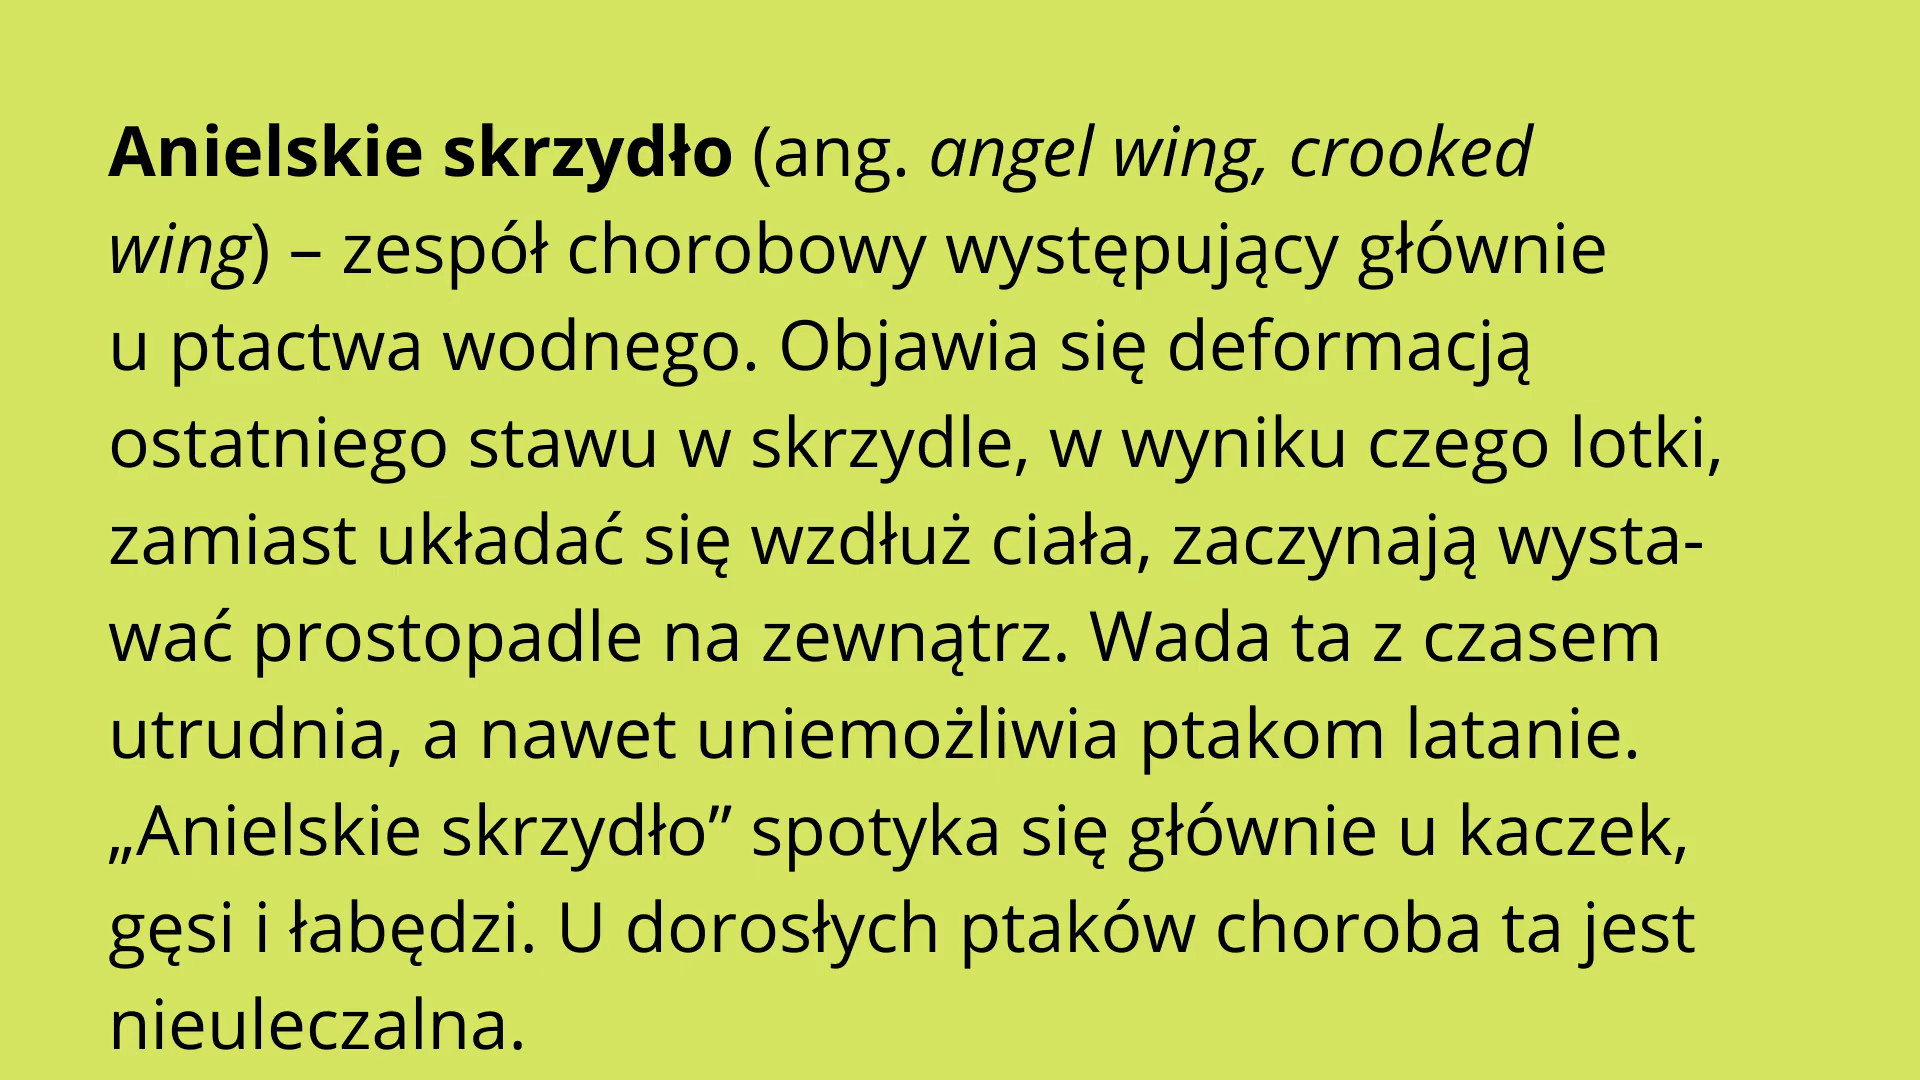 Anielskie skrzydło (ang. angel wing, crooked
wing) – zespół chorobowy występujący głównie
u ptactwa wodnego. Objawia się deformacją
ostatniego stawu w skrzydle, w wyniku czego lotki,
zamiast układać się wzdłuż ciała, zaczynają wysta-
wać prostopadle na zewnątrz. Wada ta z czasem
utrudnia, a nawet uniemożliwia ptakom latanie.
„Anielskie skrzydło” spotyka się głównie u kaczek,
gęsi i łabędzi. U dorosłych ptaków choroba ta jest
nieuleczalna.